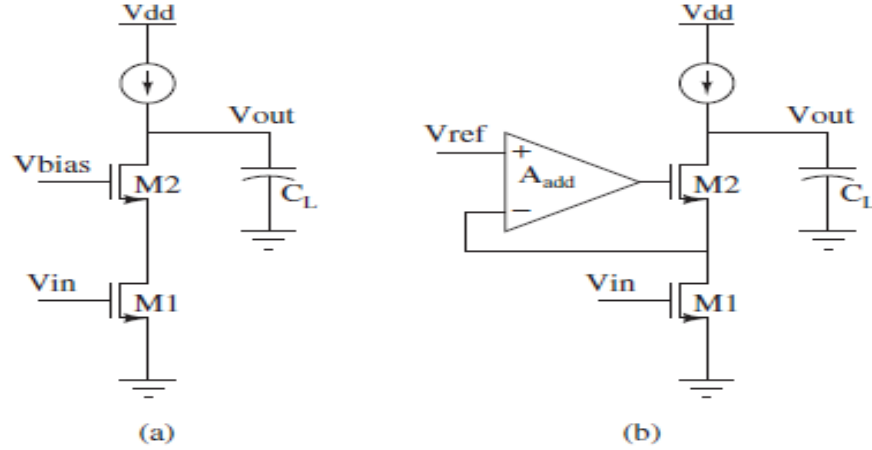 Vdd
Vout
Vbias
M2
CL
Vin
M1
(a)
Vdd
Vout
Vref
+
Aadd
−
M2
CL
Vin
M1
(b)